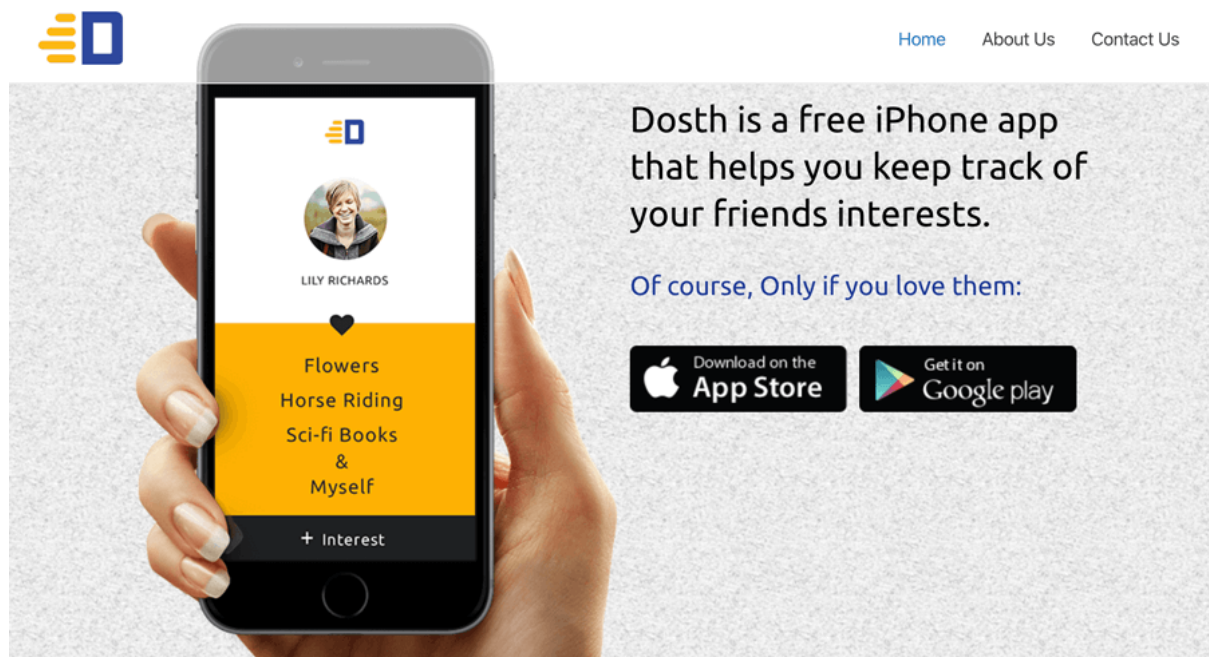 Home About Us Contact Us
D
LILY RICHARDS
Flowers
Horse Riding
Sci-fi Books
&
Myself
+ Interest
Dosth is a free iPhone app
that helps you keep track of
your friends interests.
Of course, Only if you love them:
Download on the
App Store
Get it on
Google play